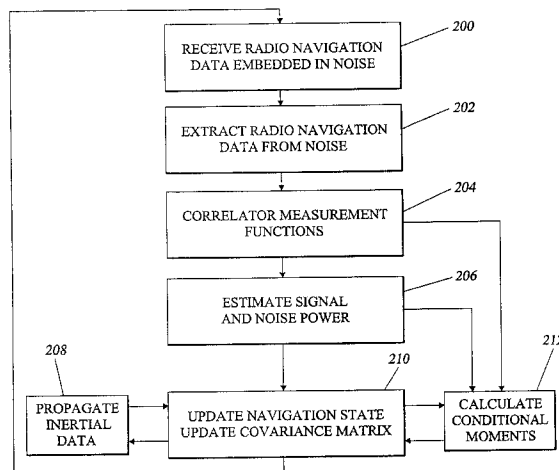 200
RECEIVE RADIO NAVIGATION
DATA EMBEDDED IN NOISE
202
EXTRACT RADIO NAVIGATION
DATA FROM NOISE
204
CORRELATOR MEASUREMENT
FUNCTIONS
206
ESTIMATE SIGNAL
AND NOISE POWER
208
PROPAGATE
INERTIAL
DATA
210
UPDATE NAVIGATION STATE
UPDATE COVARIANCE MATRIX
212
CALCULATE
CONDITIONAL
MOMENTS